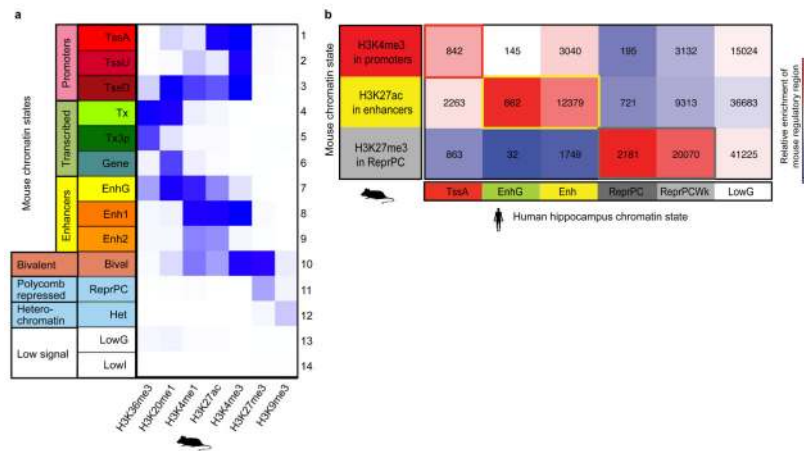 a
b
Mouse chromatin states
Promoters
Transcribed
Enhancers
Bivalent
Polycomb
repressed
Hetero-
chromatin
Low signal
TssA 1
2
3
Tx 4
Tx3p 5
Gene 6
EnhG 7
Enh1 8
Enh2 9
Bival 10
ReprPC 11
Het 12
LowG 13
LowI 14
H3K36me3
H3K20me1
H3K4me1
H3K27ac
H3K4me3
H3K27me3
H3K9me3
Mouse chromatin state
H3K4me3
in promoters
842 145 3040 195 3132 15024
H3K27ac
in enhancers
2263 862 12379 721 9313 36683
H3K27me3
in ReprPC
863 32 1749 2181 20070 41225
TssA EnhG Enh ReprPC ReprPCWk LowG
Human hippocampus chromatin state
Relative enrichment of
mouse regulatory region